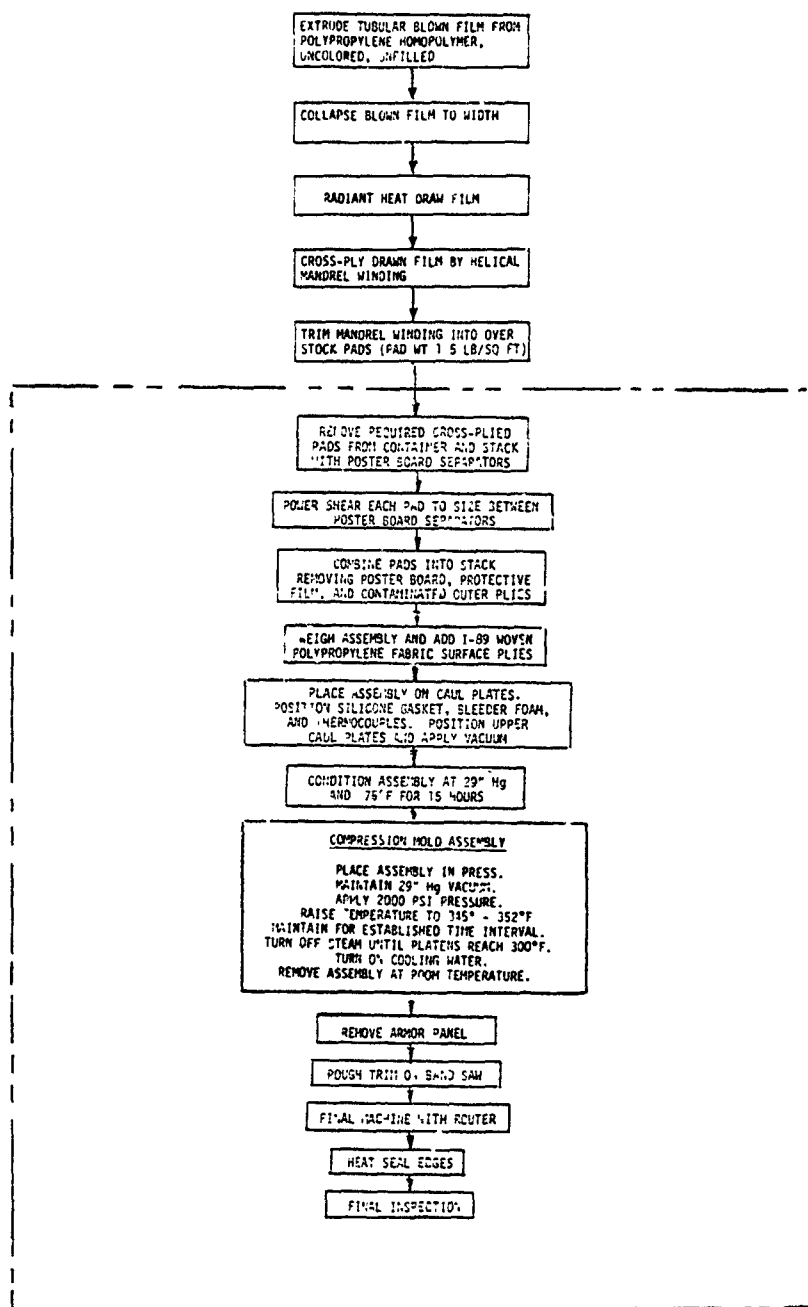 EXTRUDE TUBULAR BLOWN FILM FROM
POLYPROPYLENE HOMOPOLYMER,
UNCOLORED, UNFILLED
COLLAPSE BLOWN FILM TO WIDTH
RADIANT HEAT DRAW FILM
CROSS-PLY DRAWN FILM BY HELICAL
MANDREL WINDING
TRIM MANDREL WINDING INTO OVER
STOCK PADS (PAD WT 1 5 LB/SQ FT)
REMOVE REQUIRED CROSS-PLIED
PADS FROM CONTAINER AND STACK
WITH POSTER BOARD SEPARATORS
POWER SHEAR EACH PAD TO SIZE BETWEEN
POSTER BOARD SEPARATORS
COMBINE PADS INTO STACK
REMOVING POSTER BOARD, PROTECTIVE
FILM, AND CONTAMINATED OUTER PLIES
WEIGH ASSEMBLY AND ADD I-89 WOVEN
POLYPROPYLENE FABRIC SURFACE PLIES
PLACE ASSEMBLY ON CAUL PLATES.
POSITION SILICONE GASKET, BLEEDER FOAM,
AND THERMOCOUPLES. POSITION UPPER
CAUL PLATES AND APPLY VACUUM
CONDITION ASSEMBLY AT 29" Hg
AND 75°F FOR 15 HOURS
COMPRESSION MOLD ASSEMBLY
PLACE ASSEMBLY IN PRESS.
MAINTAIN 29" Hg VACUUM.
APPLY 2000 PSI PRESSURE.
RAISE TEMPERATURE TO 345° - 352°F
MAINTAIN FOR ESTABLISHED TIME INTERVAL.
TURN OFF STEAM UNTIL PLATENS REACH 300°F.
TURN ON COOLING WATER.
REMOVE ASSEMBLY AT ROOM TEMPERATURE.
REMOVE ARMOR PANEL
ROUGH TRIM ON BAND SAW
FINAL MACHINE WITH ROUTER
HEAT SEAL EDGES
FINAL INSPECTION